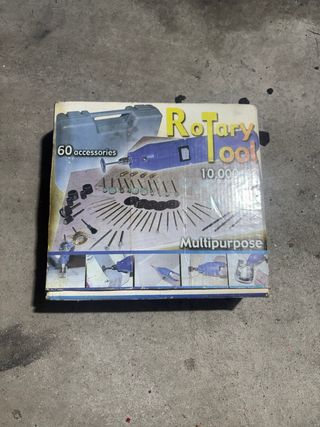 RoTary
Tool
60 accessories
10,000
Multipurpose